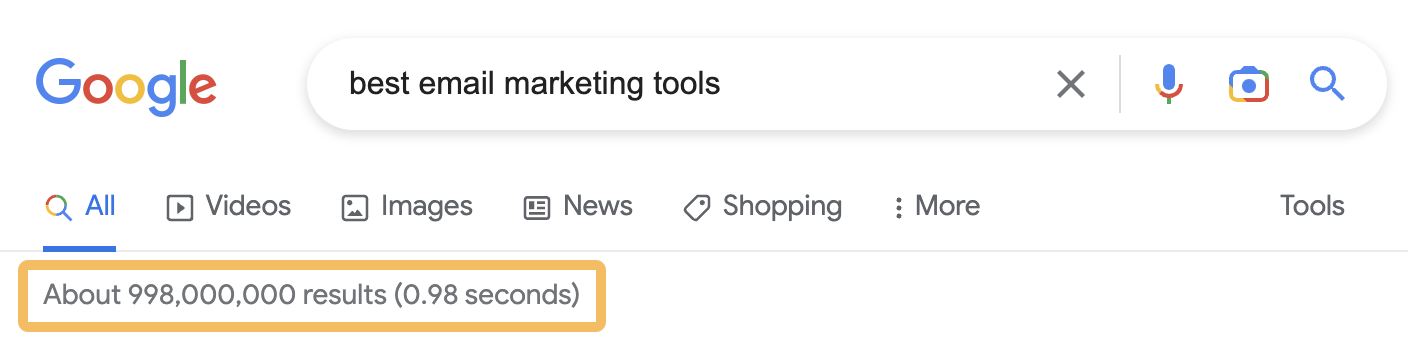 Google best email marketing tools
All Videos Images News Shopping More Tools
About 998,000,000 results (0.98 seconds)